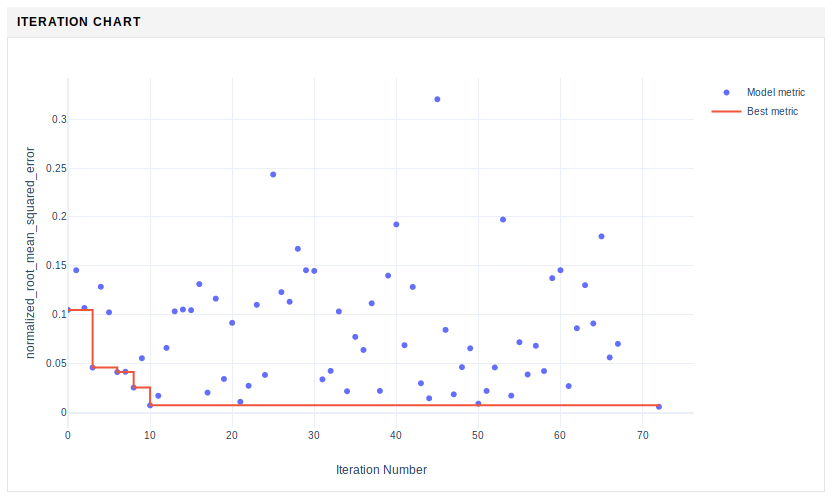 ITERATION CHART
Model metric
Best metric
normalized_root_mean_squared_error
0.3
0.25
0.2
0.15
0.1
0.05
0
0 10 20 30 40 50 60 70
Iteration Number